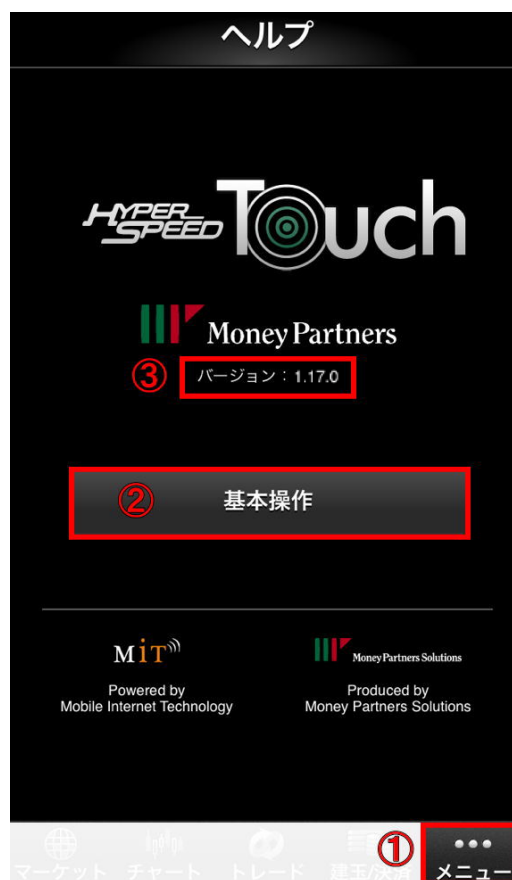 ヘルプ
HYPER
SPEED
Touch
Money Partners
③
バージョン：1.17.0
②
基本操作
MiT
Money Partners Solutions
Powered by
Mobile Internet Technology
Produced by
Money Partners Solutions
①
マーケット
チャート
トレード
建玉/決済
メニュー